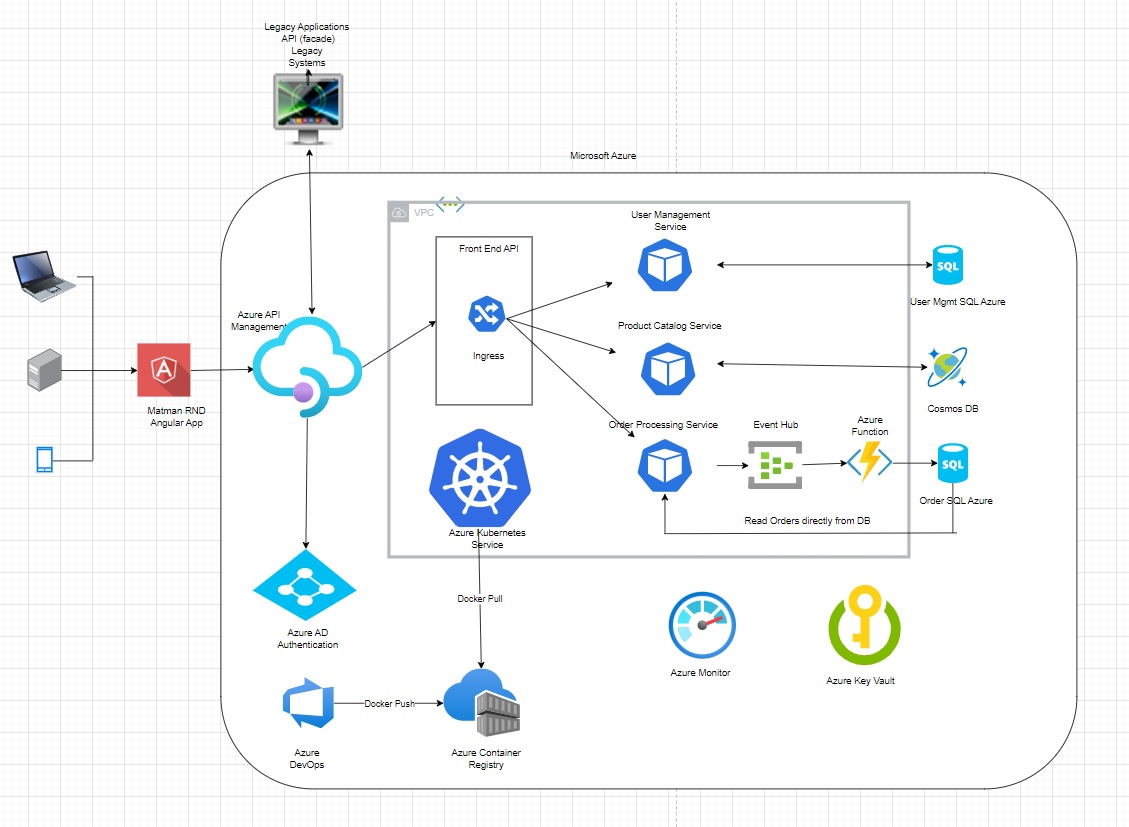 Legacy Applications
API (facade)
Legacy
Systems
Microsoft Azure
VPC
User Management
Service
Front End API
SQL
User Mgmt SQL Azure
Azure API
Management
Ingress
Product Catalog Service
Cosmos DB
Matman RND
Angular App
Order Processing Service
Event Hub
Azure
Function
SQL
Order SQL Azure
Read Orders directly from DB
Azure Kubernetes
Service
Docker Pull
Azure AD
Authentication
Azure Monitor
Azure Key Vault
Docker Push
Azure
DevOps
Azure Container
Registry